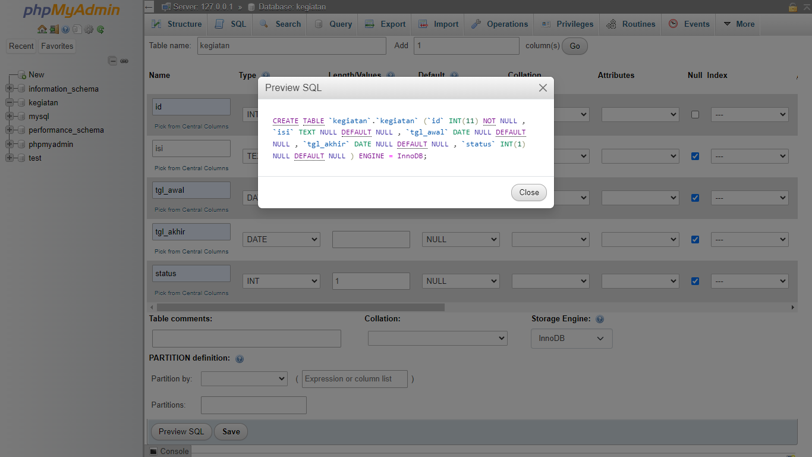 phpMyAdmin
Server: 127.0.0.1 » Database: kegiatan
Structure SQL Search Query Export Import Operations Privileges Routines Events More
Recent Favorites
New
information_schema
kegiatan
mysql
performance_schema
phpmyadmin
test
Table name: kegiatan Add 1 column(s) Go
Name Type Length/Values Default Collation Attributes Null Index
id
Pick from Central Columns
isi
Pick from Central Columns
tgl_awal
Pick from Central Columns
tgl_akhir DATE NULL ---
Pick from Central Columns
status INT 1 NULL ---
Pick from Central Columns
Preview SQL
CREATE TABLE `kegiatan`.`kegiatan` (`id` INT(11) NOT NULL ,
`isi` TEXT NULL DEFAULT NULL , `tgl_awal` DATE NULL DEFAULT
NULL , `tgl_akhir` DATE NULL DEFAULT NULL , `status` INT(1)
NULL DEFAULT NULL ) ENGINE = InnoDB;
Close
Table comments: Collation: Storage Engine:
InnoDB
PARTITION definition:
Partition by: ( Expression or column list )
Partitions:
Preview SQL Save
Console